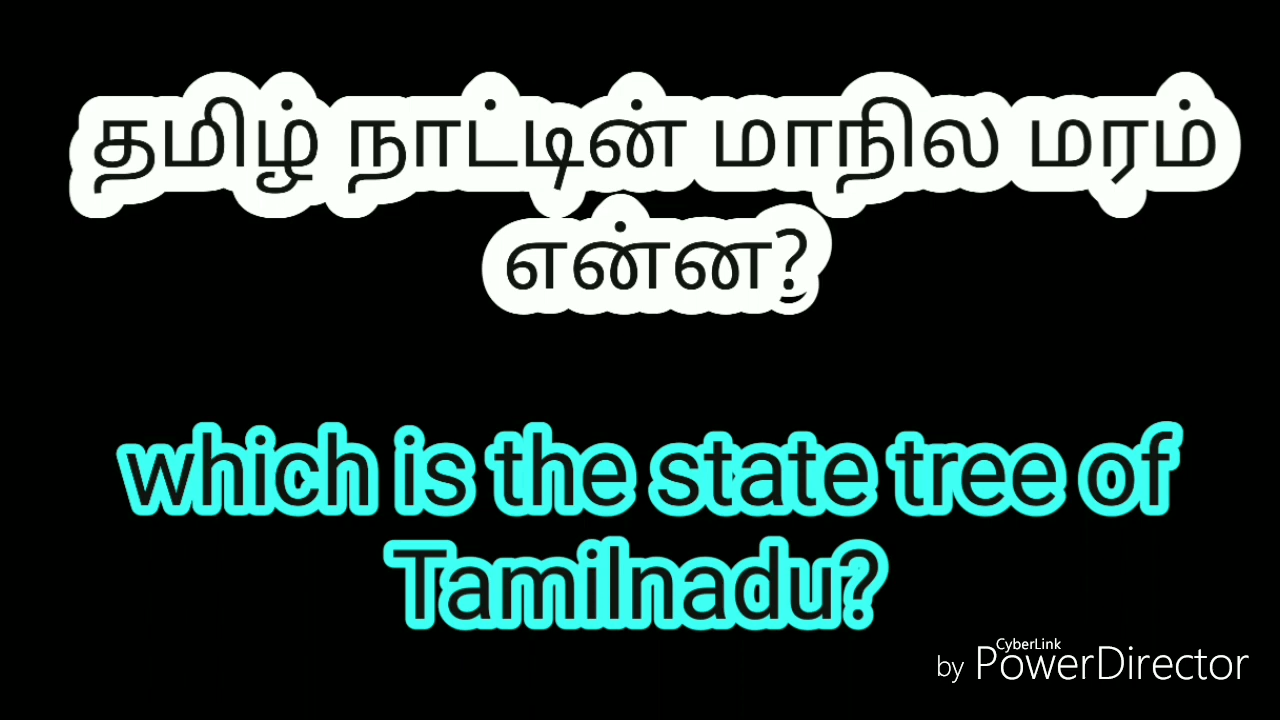 தமிழ் நாட்டின் மாநில மரம்
என்ன?
which is the state tree of
Tamilnadu?
CyberLink
by PowerDirector